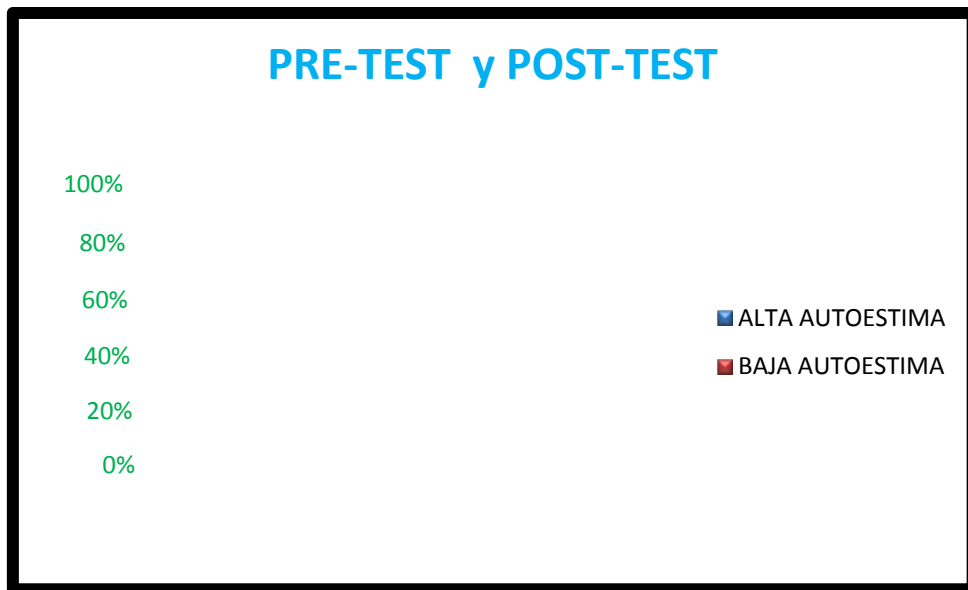 PRE-TEST y POST-TEST
100%
80%
60%
40%
20%
0%
ALTA AUTOESTIMA
BAJA AUTOESTIMA